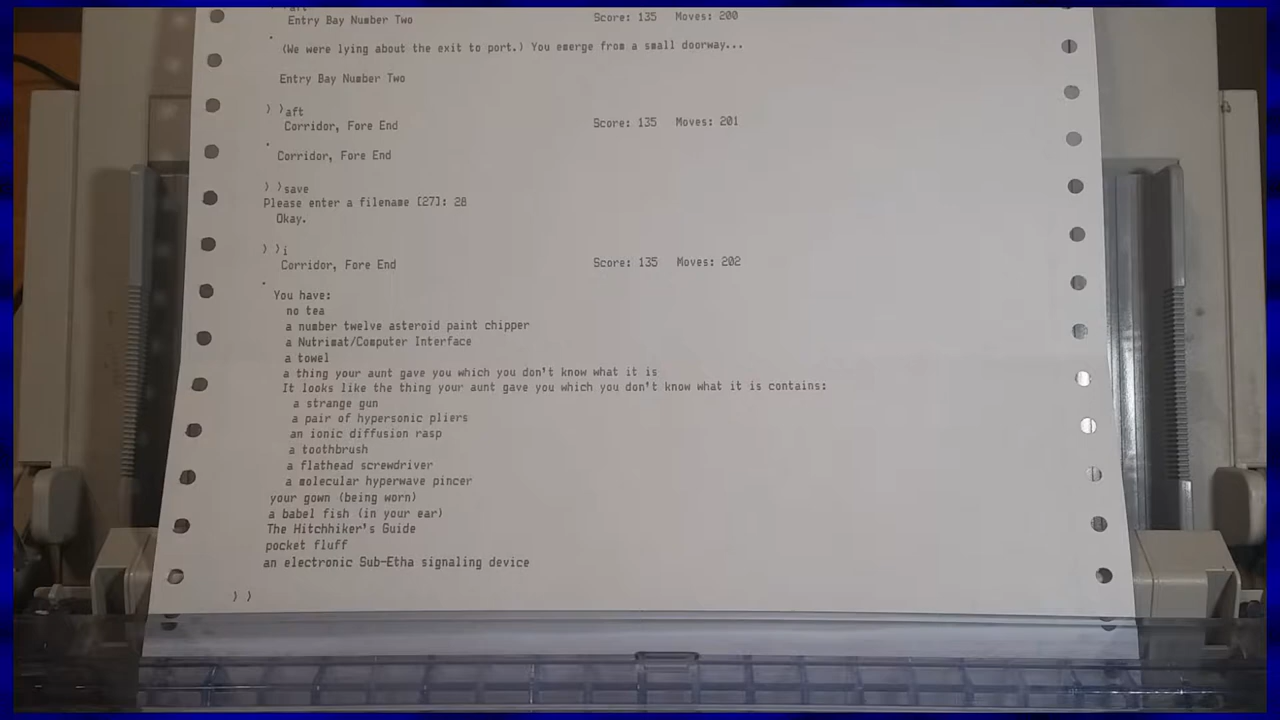 Entry Bay Number Two Score: 135 Moves: 200
.
(We were lying about the exit to port.) You emerge from a small doorway...
Entry Bay Number Two
) )aft
Corridor, Fore End Score: 135 Moves: 201
.
Corridor, Fore End
) )save
Please enter a filename [27]: 28
Okay.
) )i
Corridor, Fore End Score: 135 Moves: 202
.
You have:
no tea
a number twelve asteroid paint chipper
a Nutrimat/Computer Interface
a towel
a thing your aunt gave you which you don't know what it is
It looks like the thing your aunt gave you which you don't know what it is contains:
a strange gun
a pair of hypersonic pliers
an ionic diffusion rasp
a toothbrush
a flathead screwdriver
a molecular hyperwave pincer
your gown (being worn)
a babel fish (in your ear)
The Hitchhiker's Guide
pocket fluff
an electronic Sub-Etha signaling device
) )